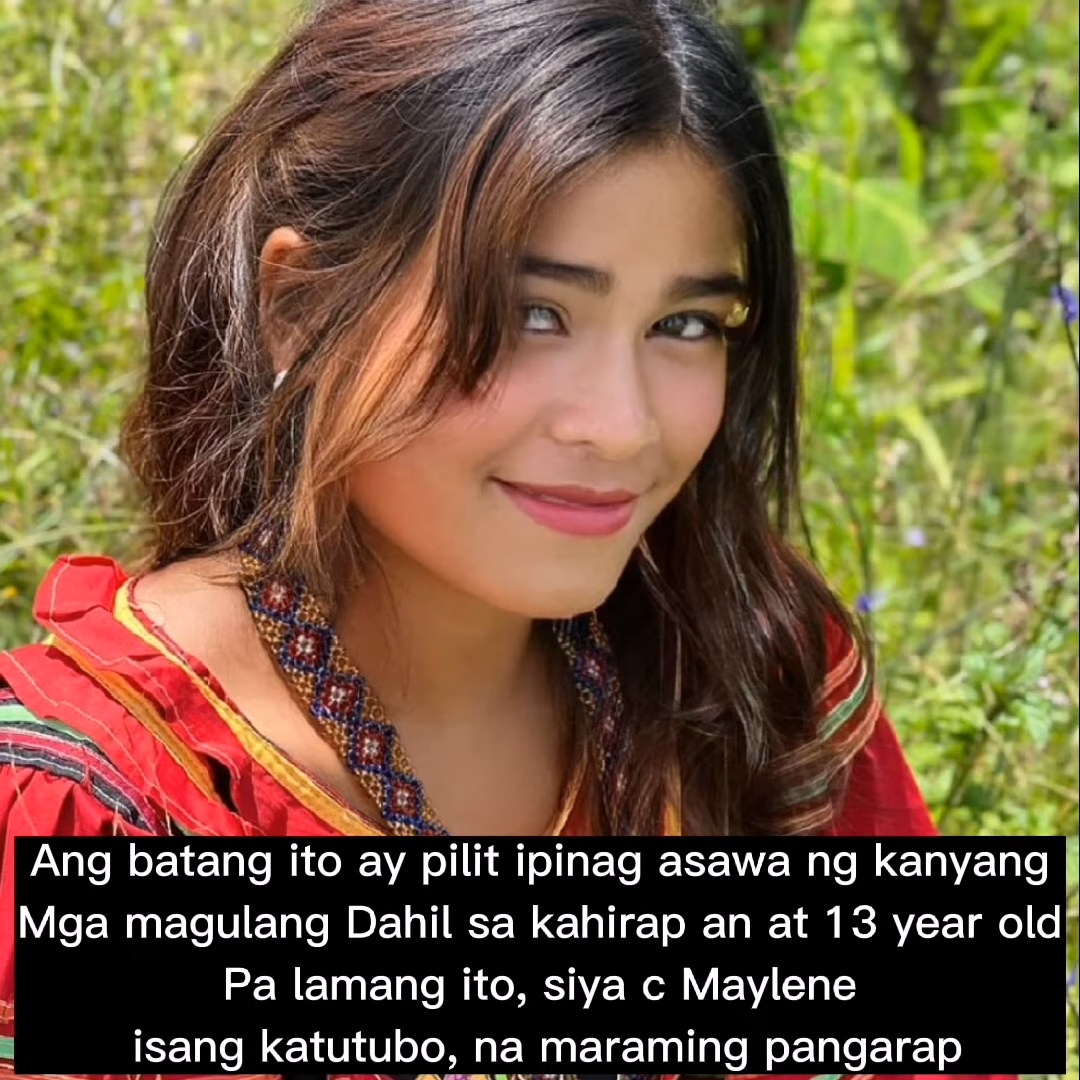 Ang batang ito ay pilit ipinag asawa ng kanyang
Mga magulang Dahil sa kahirap an at 13 year old
Pa lamang ito, siya c Maylene
isang katutubo, na maraming pangarap